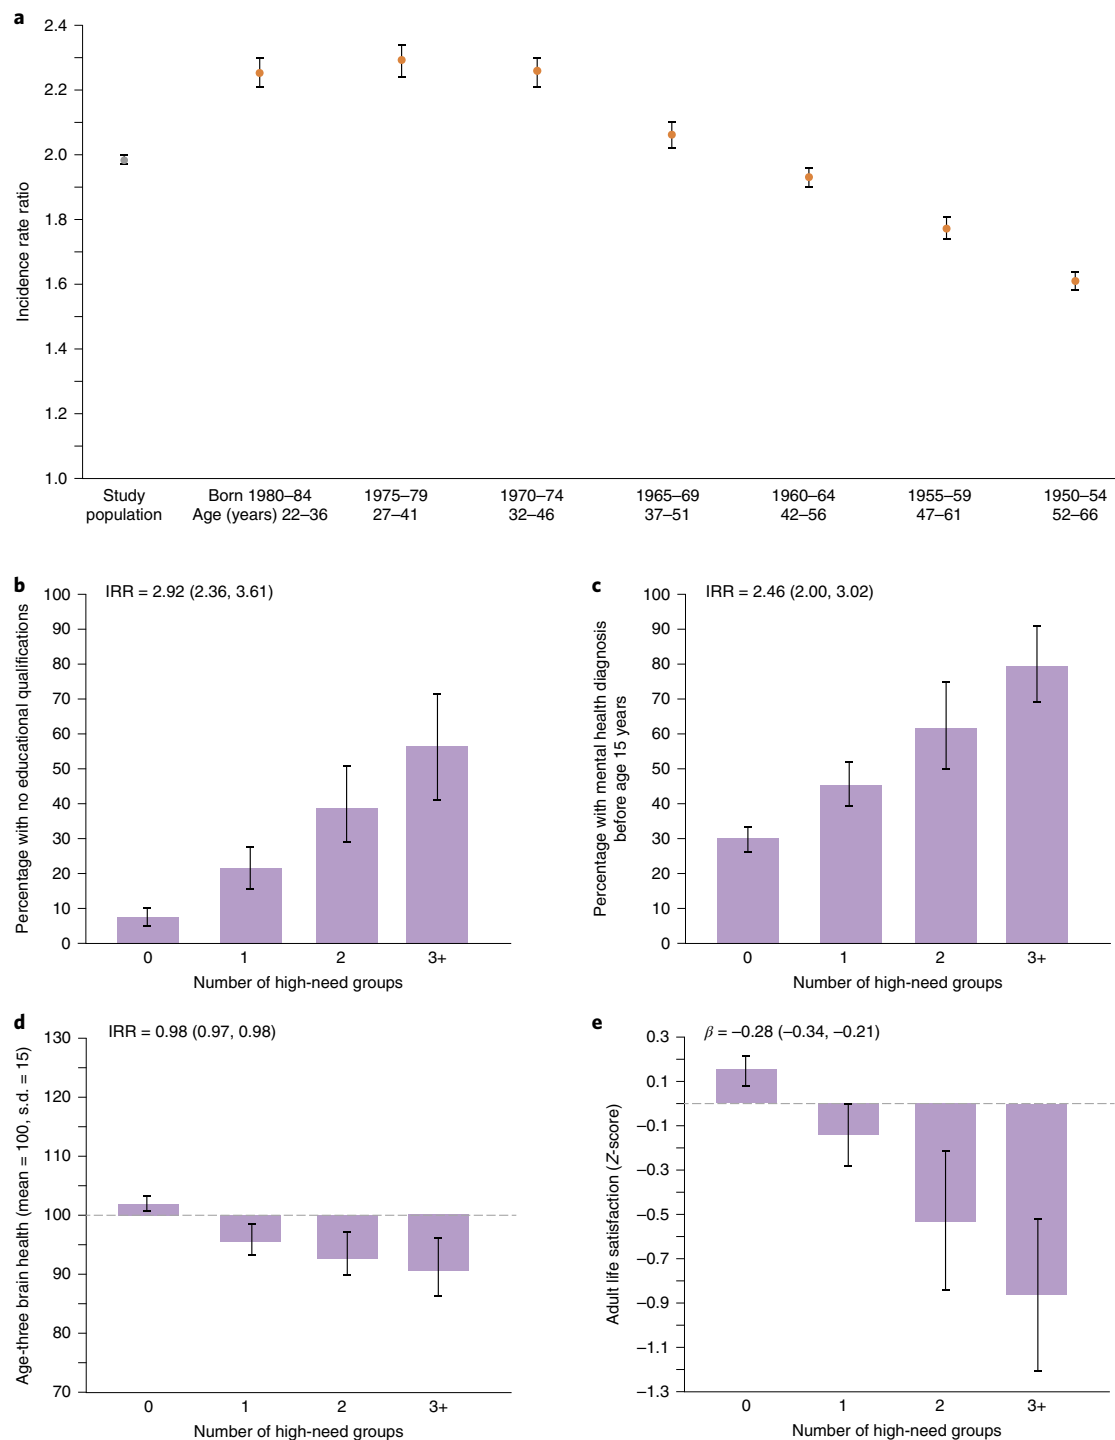 a
Incidence rate ratio
2.4
2.2
2.0
1.8
1.6
1.4
1.2
1.0
Study
population
Born 1980–84
Age (years) 22–36
1975–79
27–41
1970–74
32–46
1965–69
37–51
1960–64
42–56
1955–59
47–61
1950–54
52–66
b
IRR = 2.92 (2.36, 3.61)
Percentage with no educational qualifications
100
90
80
70
60
50
40
30
20
10
0
0 1 2 3+
Number of high-need groups
c
IRR = 2.46 (2.00, 3.02)
Percentage with mental health diagnosis
before age 15 years
100
90
80
70
60
50
40
30
20
10
0
0 1 2 3+
Number of high-need groups
d
IRR = 0.98 (0.97, 0.98)
Age-three brain health (mean = 100, s.d. = 15)
130
120
110
100
90
80
70
0 1 2 3+
Number of high-need groups
e
β = –0.28 (–0.34, –0.21)
Adult life satisfaction (Z-score)
0.3
0.1
–0.1
–0.3
–0.5
–0.7
–0.9
–1.1
–1.3
0 1 2 3+
Number of high-need groups